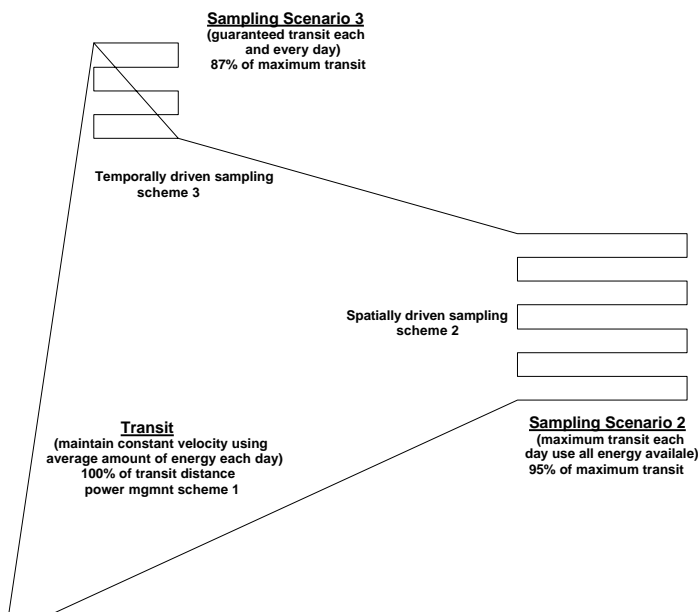 Sampling Scenario 3
(guaranteed transit each
and every day)
87% of maximum transit
Temporally driven sampling
scheme 3
Spatially driven sampling
scheme 2
Transit
(maintain constant velocity using
average amount of energy each day)
100% of transit distance
power mgmnt scheme 1
Sampling Scenario 2
(maximum transit each
day use all energy availale)
95% of maximum transit